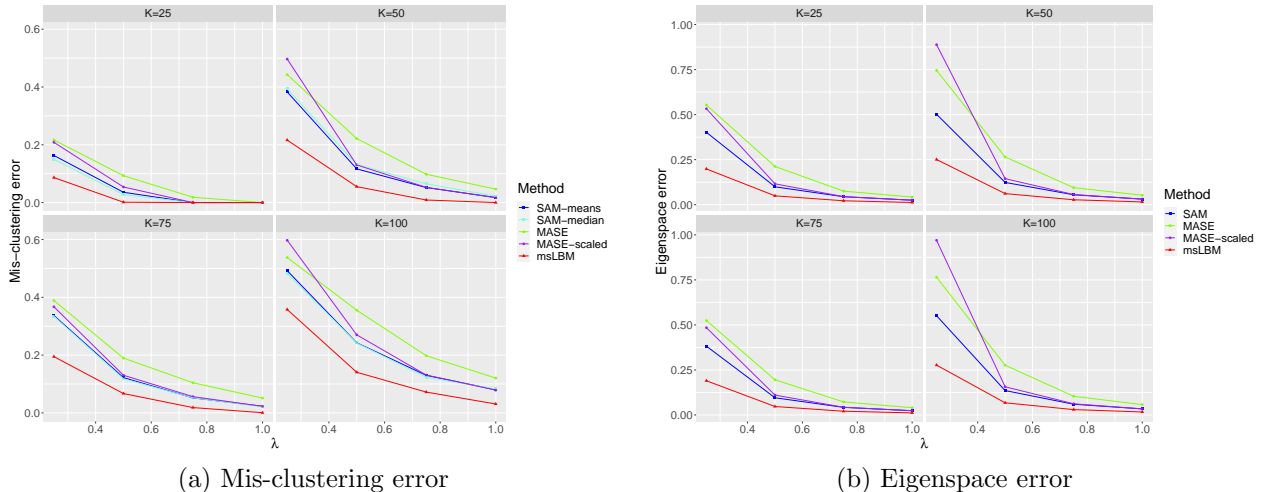 K=25
K=50
0.6
0.4
0.2
0.0
K=75
K=100
0.6
0.4
0.2
0.0
0.4
0.6
0.8
1.0
0.4
0.6
0.8
1.0
λ
Mis−clustering error
Method
SAM−means
SAM−median
MASE
MASE−scaled
msLBM
(a) Mis-clustering error
K=25
K=50
1.00
0.75
0.50
0.25
0.00
K=75
K=100
1.00
0.75
0.50
0.25
0.00
0.4
0.6
0.8
1.0
0.4
0.6
0.8
1.0
λ
Eigenspace error
Method
SAM
MASE
MASE−scaled
msLBM
(b) Eigenspace error